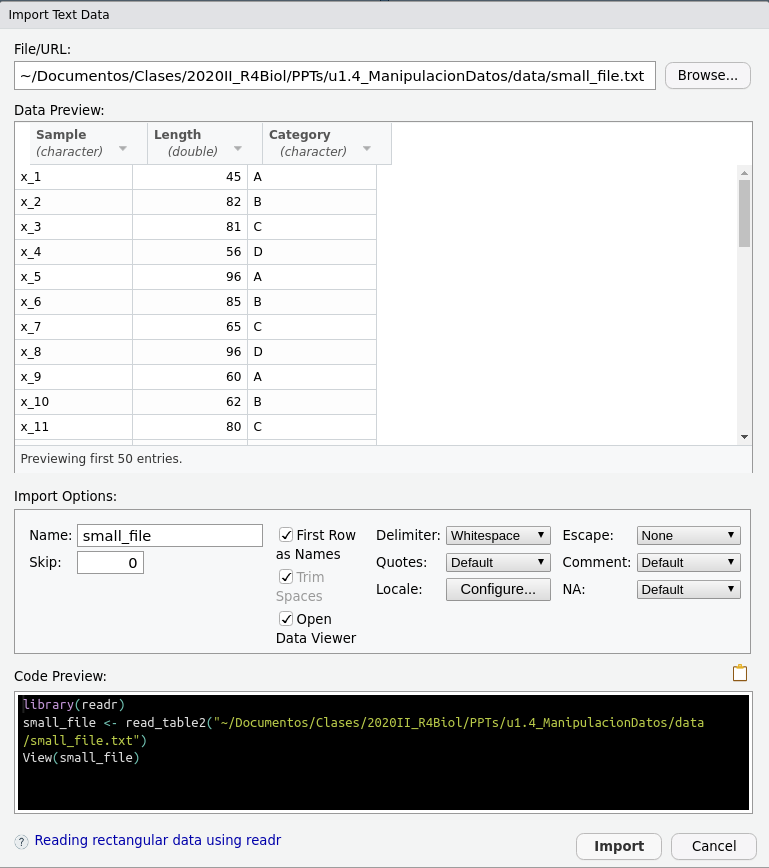 Import Text Data
File/URL:
~/Documentos/Clases/2020II_R4Biol/PPTs/u1.4_ManipulacionDatos/data/small_file.txt Browse...
Data Preview:
Sample Length Category
(character) (double) (character)
x_1 45 A
x_2 82 B
x_3 81 C
x_4 56 D
x_5 96 A
x_6 85 B
x_7 65 C
x_8 96 D
x_9 60 A
x_10 62 B
x_11 80 C
Previewing first 50 entries.
Import Options:
Name: small_file First Row as Names Delimiter: Whitespace Escape: None
Skip: 0 Trim Spaces Quotes: Default Comment: Default
Open Data Viewer Locale: Configure... NA: Default
Code Preview:
library(readr)
small_file <- read_table2("~/Documentos/Clases/2020II_R4Biol/PPTs/u1.4_ManipulacionDatos/data
/small_file.txt")
View(small_file)
? Reading rectangular data using readr Import Cancel